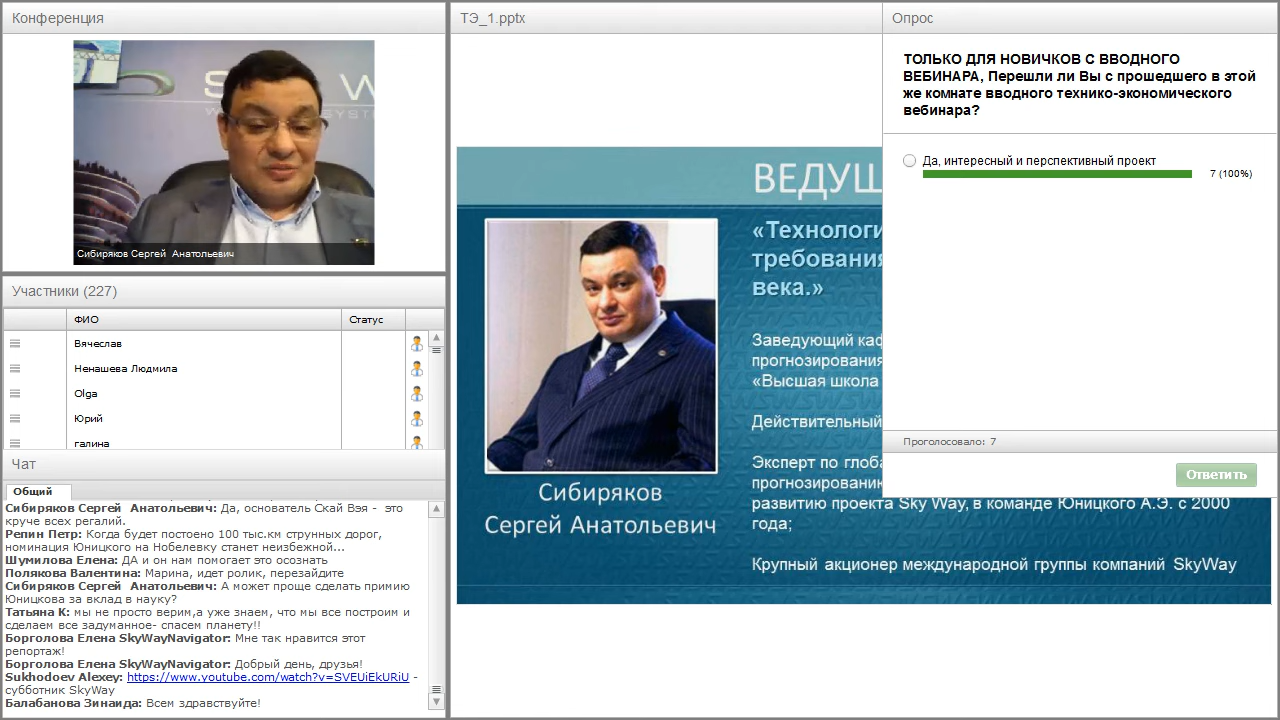 Конференция
Сибиряков Сергей Анатольевич
Участники (227)
ФИО
Статус
Вячеслав
Ненашева Людмила
Olga
Юрий
галина
Чат
Общий
Сибиряков Сергей Анатольевич: Да, основатель Скай Вэя - это
круче всех регалий.
Репин Петр: Когда будет постоено 100 тыс.км струнных дорог,
номинация Юницкого на Нобелевку станет неизбежной...
Шумилова Елена: ДА и он нам помогает это осознать
Полякова Валентина: Марина, идет ролик, перезайдите
Сибиряков Сергей Анатольевич: А может проще сделать примию
Юницкова за вклад в науку?
Татьяна К: мы не просто верим,а уже знаем, что мы все построим и
сделаем все задуманное- спасем планету!!
Борголова Елена SkyWayNavigator: Мне так нравится этот
репортаж!
Борголова Елена SkyWayNavigator: Добрый день, друзья!
Sukhodoev Alexey: https://www.youtube.com/watch?v=SVEUiEkURiU -
субботник SkyWay
Балабанова Зинаида: Всем здравствуйте!
ТЭ_1.pptx
ВЕДУЩ
«Технологи
требования
века.»
Заведующий каф
прогнозирования
«Высшая школа
Действительный
Эксперт по глоба
прогнозированию
развитию проекта Sky Way, в команде Юницкого А.Э. с 2000
года;
Крупный акционер международной группы компаний SkyWay
Сибиряков
Сергей Анатольевич
Опрос
ТОЛЬКО ДЛЯ НОВИЧКОВ С ВВОДНОГО
ВЕБИНАРА, Перешли ли Вы с прошедшего в этой
же комнате вводного технико-экономического
вебинара?
Да, интересный и перспективный проект
7 (100%)
Проголосовало: 7
Ответить